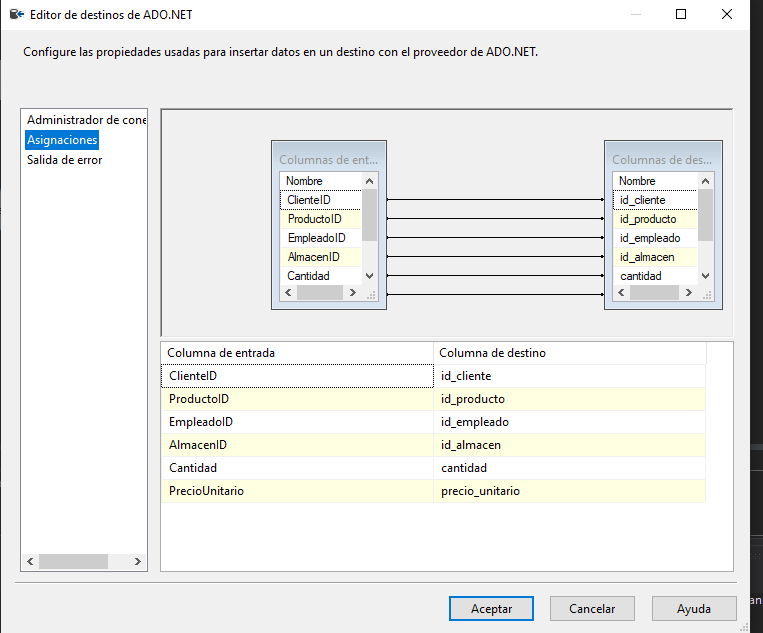 Editor de destinos de ADO.NET
Configure las propiedades usadas para insertar datos en un destino con el proveedor de ADO.NET.
Administrador de cone
Asignaciones
Salida de error
Columnas de ent...
Nombre
ClienteID
ProductoID
EmpleadoID
AlmacenID
Cantidad
Columnas de des...
Nombre
id_cliente
id_producto
id_empleado
id_almacen
cantidad
Columna de entrada Columna de destino
ClienteID id_cliente
ProductoID id_producto
EmpleadoID id_empleado
AlmacenID id_almacen
Cantidad cantidad
PrecioUnitario precio_unitario
Aceptar Cancelar Ayuda
an